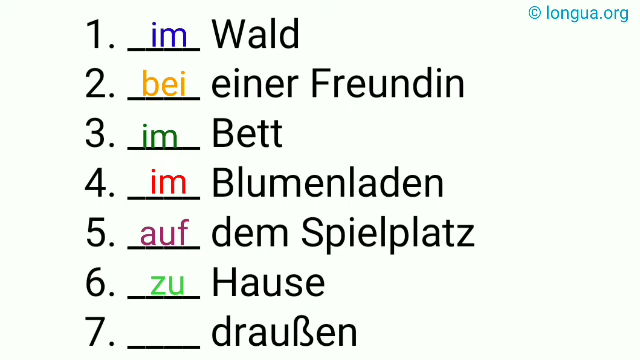 © longua.org
1. im Wald
2. bei einer Freundin
3. im Bett
4. im Blumenladen
5. auf dem Spielplatz
6. zu Hause
7. ____ draußen